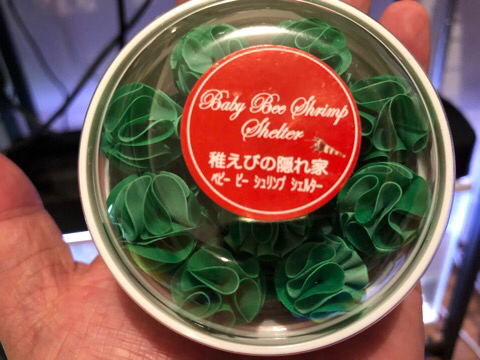 Baby Bee Shrimp
Shelter
稚えびの隠れ家
ベビー ビー シュリンプ シェルター